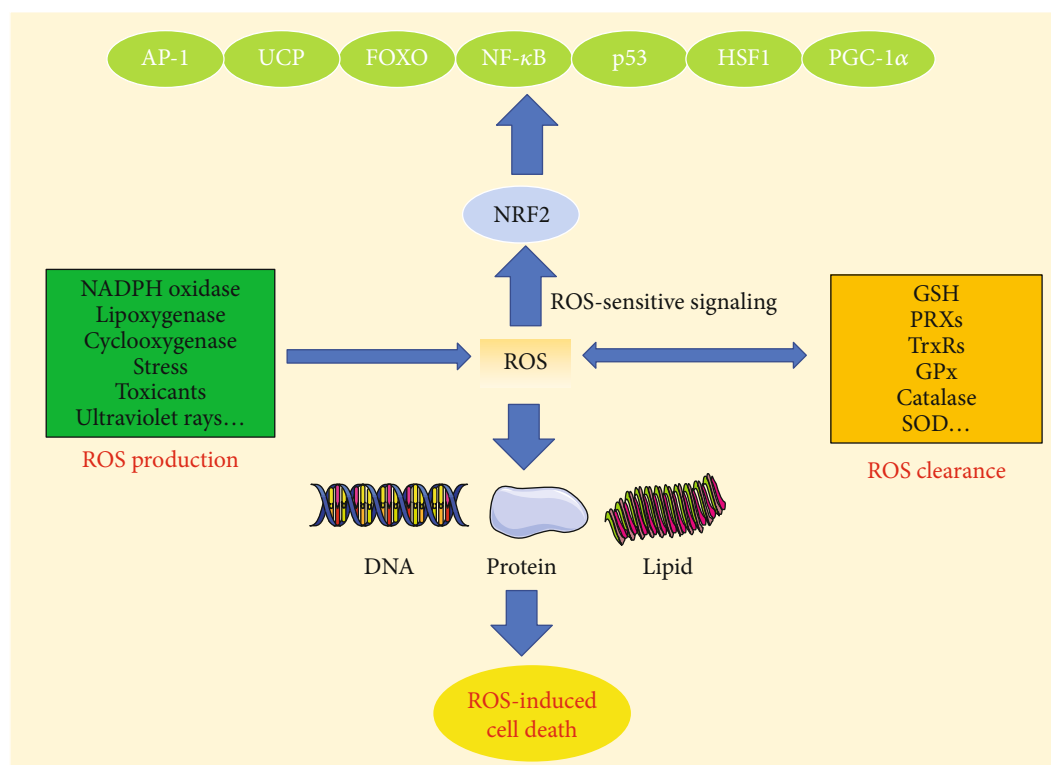 AP-1
UCP
FOXO
NF-κB
p53
HSF1
PGC-1α
NRF2
ROS-sensitive signaling
NADPH oxidase
Lipoxygenase
Cyclooxygenase
Stress
Toxicants
Ultraviolet rays…
ROS production
ROS
GSH
PRXs
TrxRs
GPx
Catalase
SOD…
ROS clearance
DNA
Protein
Lipid
ROS-induced
cell death